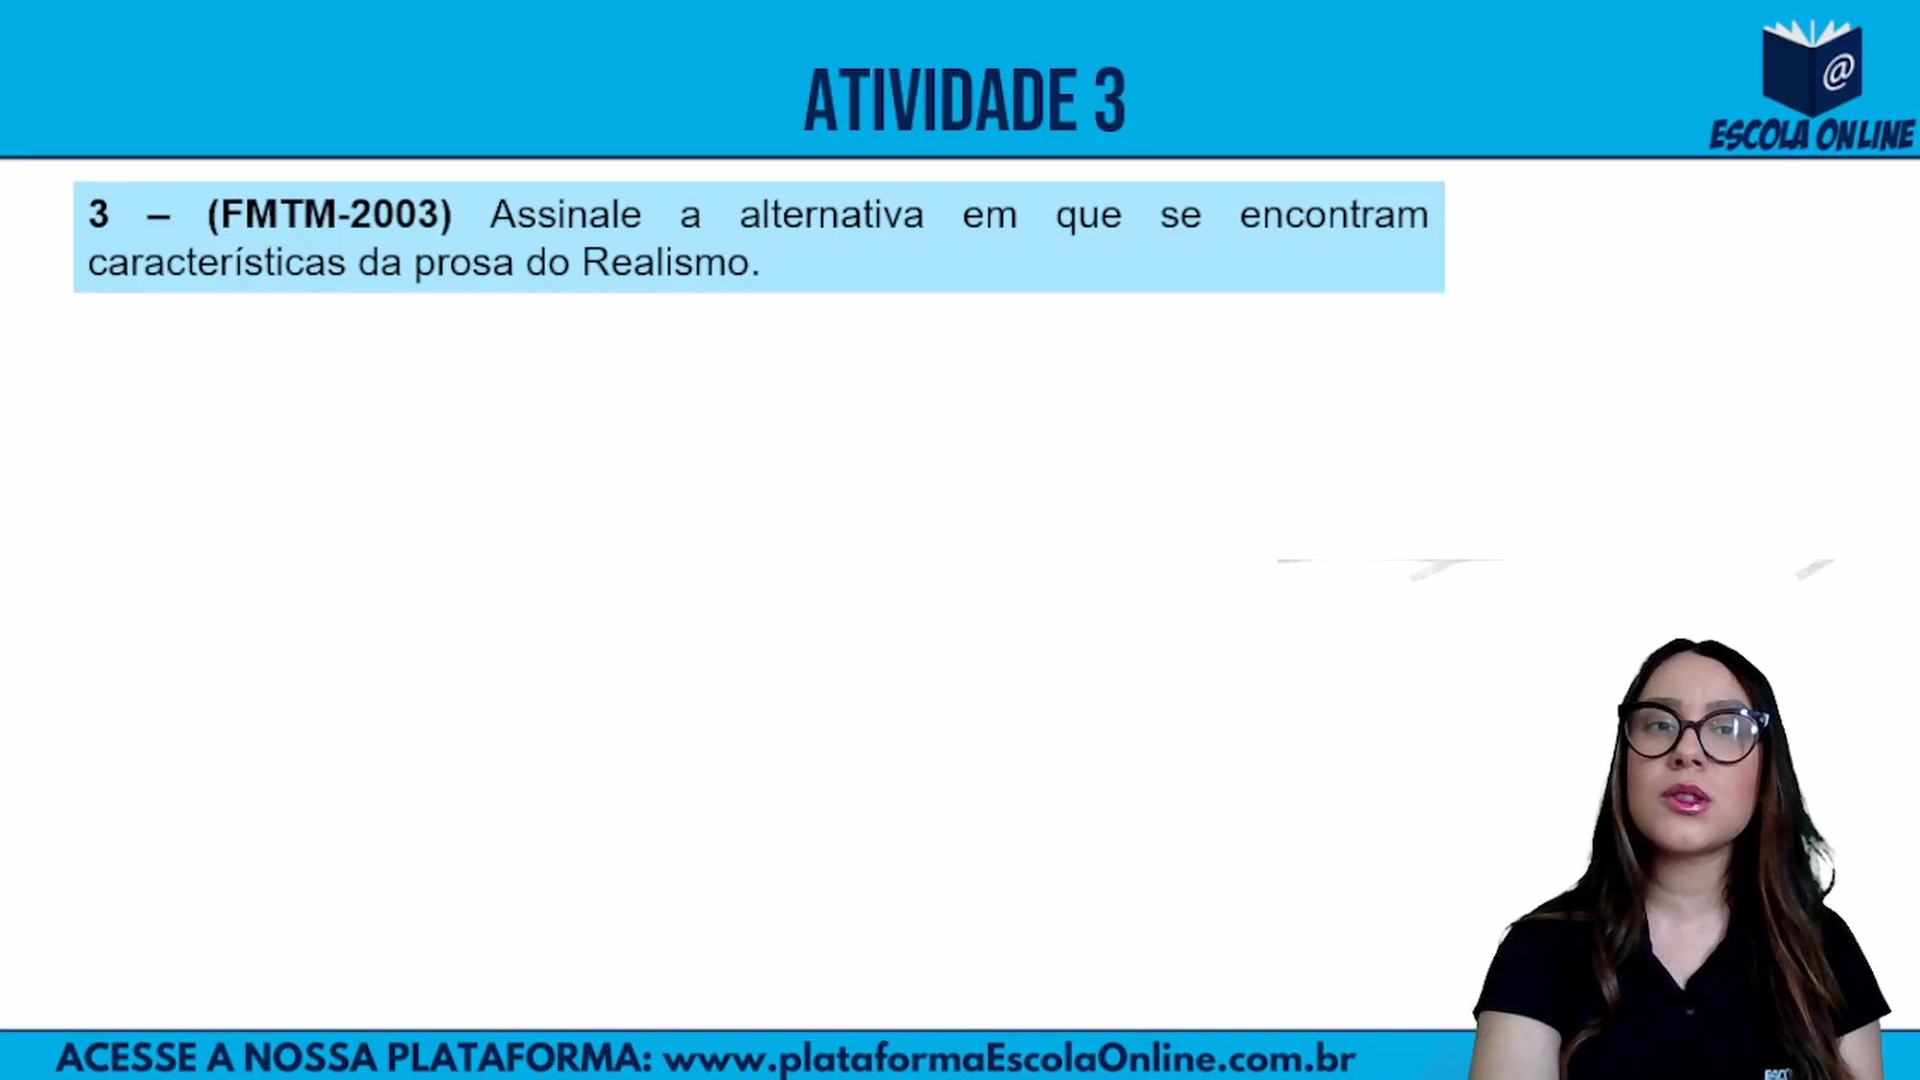 ATIVIDADE 3
@
ESCOLA ONLINE
3 – (FMTM-2003) Assinale a alternativa em que se encontram
características da prosa do Realismo.
ACESSE A NOSSA PLATAFORMA: www.plataformaEscolaOnline.com.br